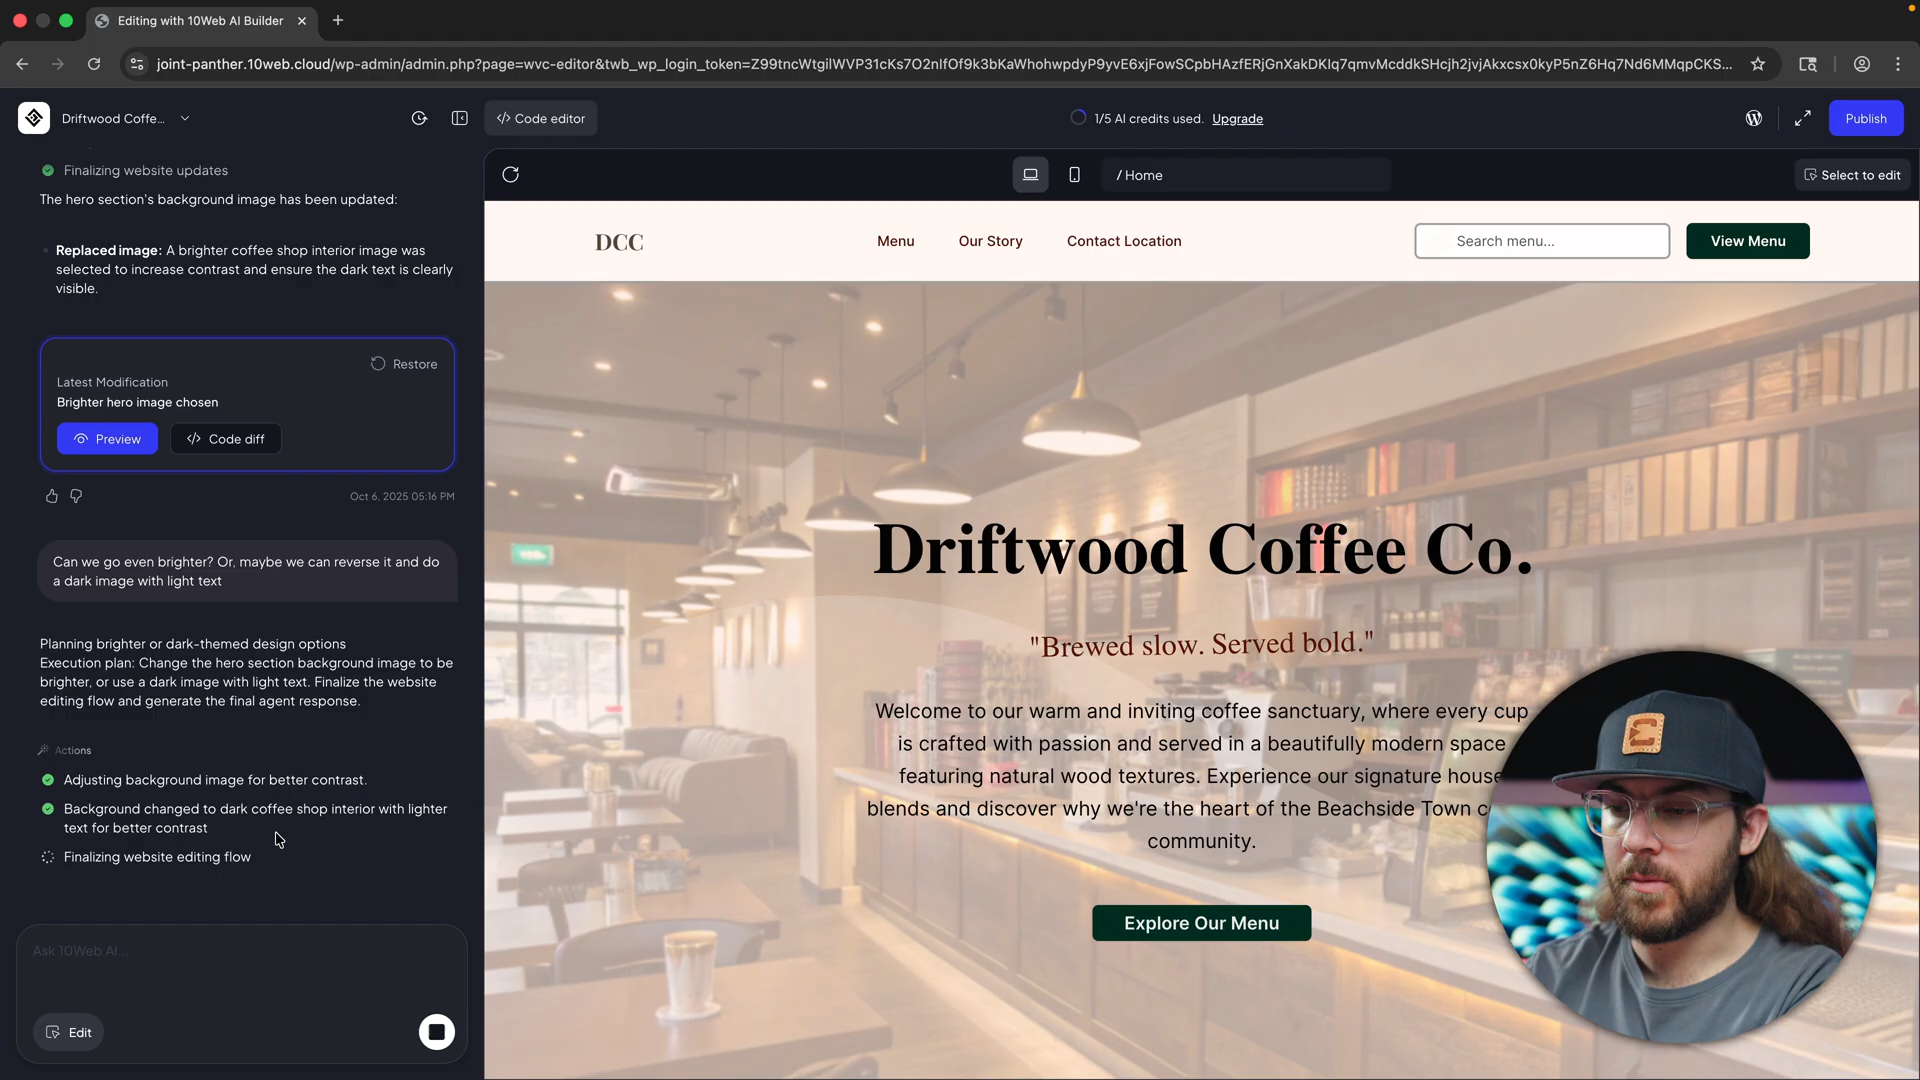 Editing with 10Web AI Builder
joint-panther.10web.cloud/wp-admin/admin.php?page=wvc-editor&twb_wp_login_token=Z99tncWtgilWVP31cKs7O2nIfOf9k3bKaWhohwpdyP9yvE6xjFowSCpbHAzfERjGnXakDKlq7qmvMcddkSHcjh2jvjAkxcsx0kyP5nZ6Hq7Nd6MMqpCKS...
Driftwood Coffe...
</> Code editor
1/5 AI credits used. Upgrade
Publish
/ Home
Select to edit
Finalizing website updates
The hero section's background image has been updated:
Replaced image: A brighter coffee shop interior image was
selected to increase contrast and ensure the dark text is clearly
visible.
Restore
Latest Modification
Brighter hero image chosen
Preview
</> Code diff
Oct 6, 2025 05:16 PM
Can we go even brighter? Or, maybe we can reverse it and do
a dark image with light text
Planning brighter or dark-themed design options
Execution plan: Change the hero section background image to be
brighter, or use a dark image with light text. Finalize the website
editing flow and generate the final agent response.
Actions
Adjusting background image for better contrast.
Background changed to dark coffee shop interior with lighter
text for better contrast
Finalizing website editing flow
Ask 10Web AI...
Edit
DCC
Menu
Our Story
Contact Location
Search menu...
View Menu
Driftwood Coffee Co.
"Brewed slow. Served bold."
Welcome to our warm and inviting coffee sanctuary, where every cup
is crafted with passion and served in a beautifully modern space
featuring natural wood textures. Experience our signature house
blends and discover why we're the heart of the Beachside Town c
community.
Explore Our Menu